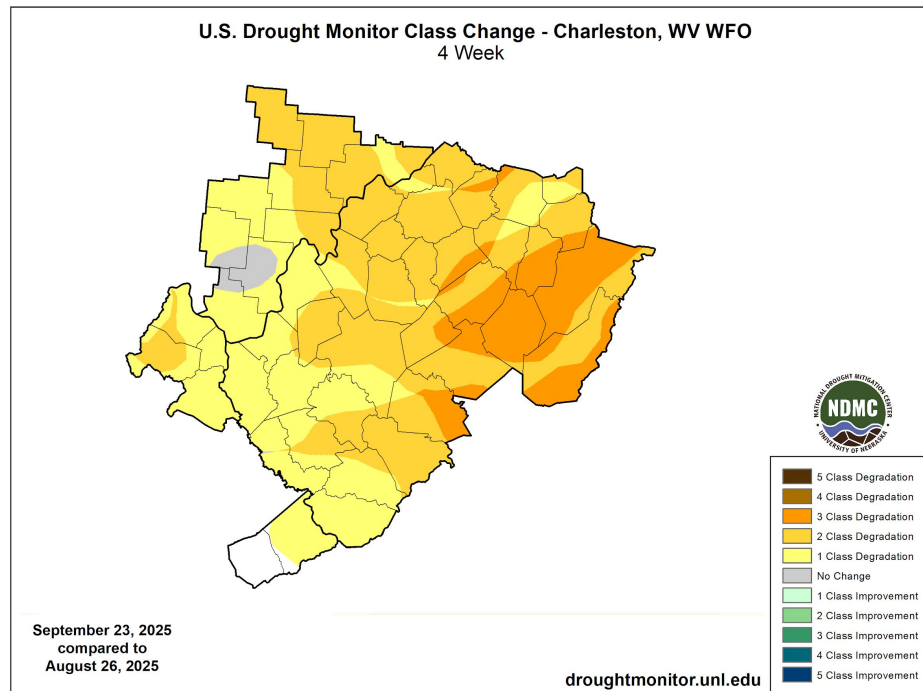 U.S. Drought Monitor Class Change - Charleston, WV WFO
4 Week
NATIONAL DROUGHT MITIGATION CENTER
NDMC
UNIVERSITY OF NEBRASKA
5 Class Degradation
4 Class Degradation
3 Class Degradation
2 Class Degradation
1 Class Degradation
No Change
1 Class Improvement
2 Class Improvement
3 Class Improvement
4 Class Improvement
5 Class Improvement
September 23, 2025
compared to
August 26, 2025
droughtmonitor.unl.edu